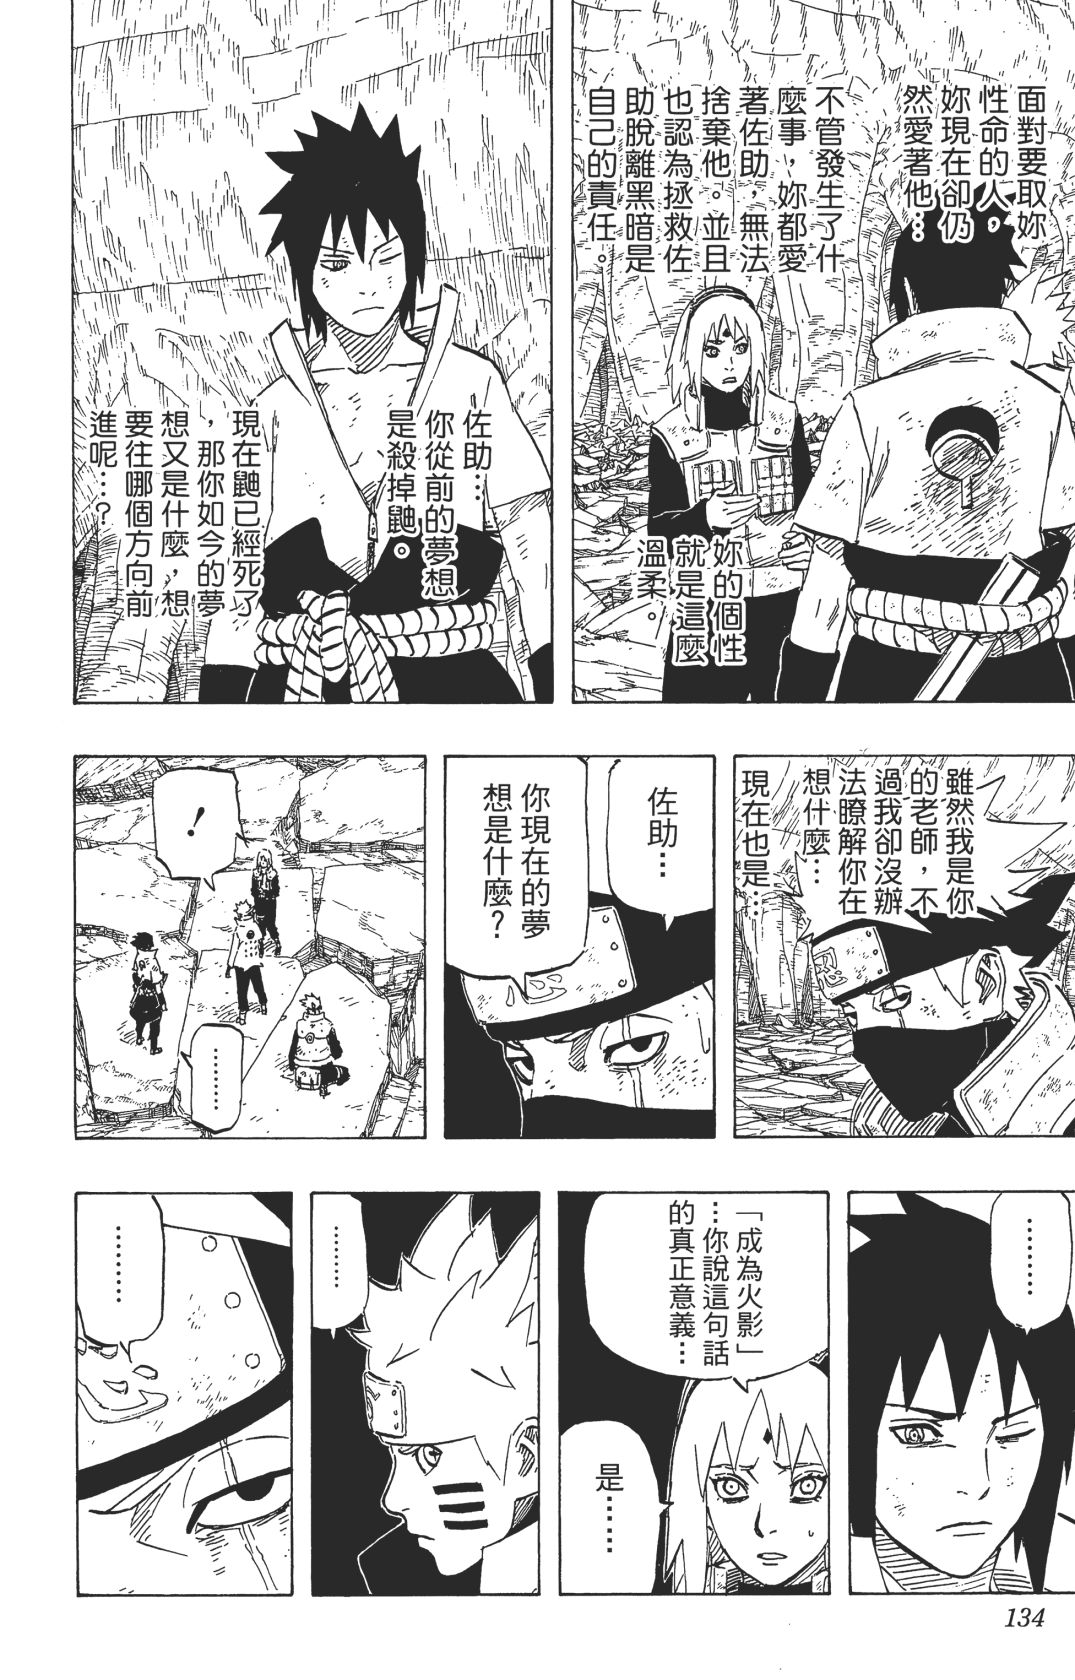 面對要取妳
性命的人，
妳現在卻仍
然愛著他…
不管發生了什
麼事，妳都愛
著佐助，無法
捨棄他。並且
也認為拯救佐
助脫離黑暗是
自己的責任。
妳的個性
就是這麼
溫柔。
佐助…
你從前的夢想
是殺掉鼬。
現在鼬已經死了
，那你如今的夢
想又是什麼，想
要往哪個方向前
進呢…？
雖然我是你
的老師，不
過我卻沒辦
法瞭解你在
想什麼…
現在也是…
佐助…
你現在的夢
想是什麼？
！
………
………
「成為火影」
…你說這句話
的真正意義…
是……
………
………
134